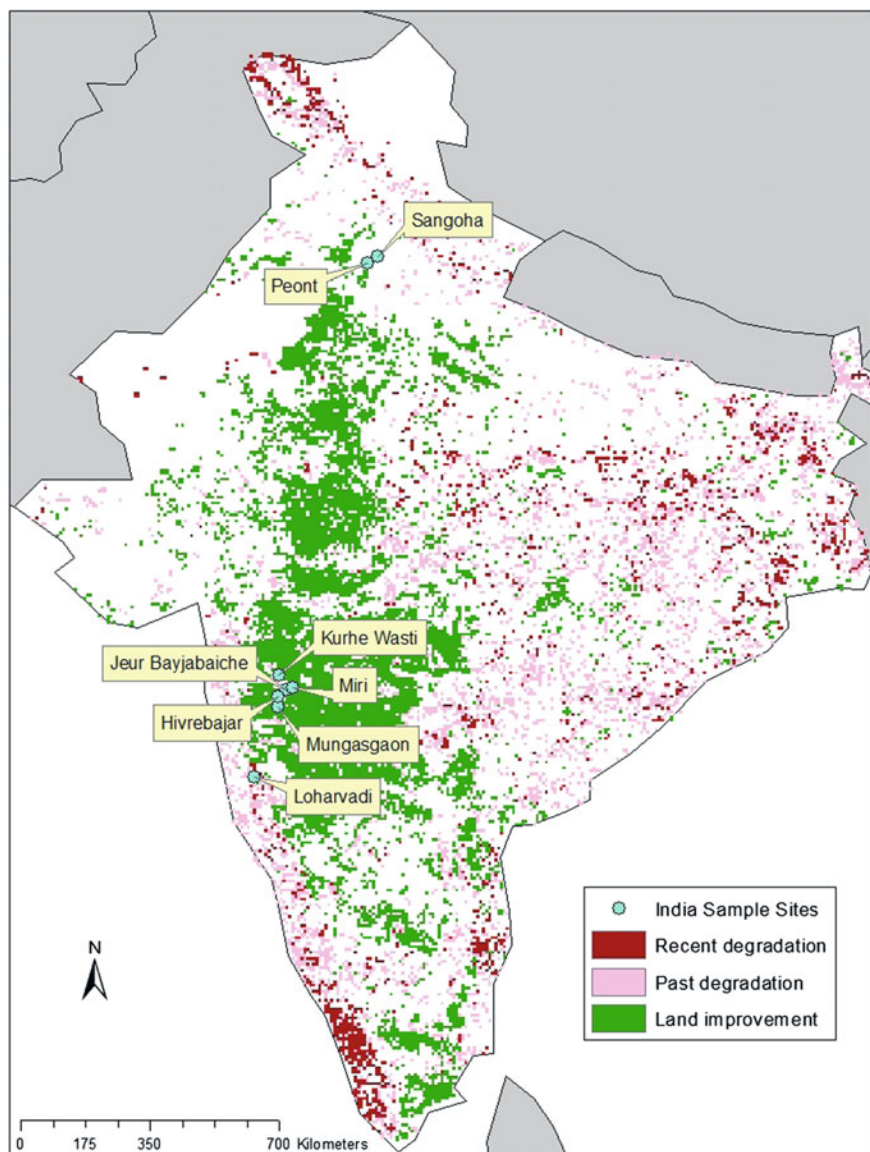 Sangoha
Peont
Kurhe Wasti
Jeur Bayjabaiche
Miri
Hivrebajar
Mungasgaon
Loharvadi
India Sample Sites
Recent degradation
Past degradation
Land improvement
N
0 175 350 700 Kilometers